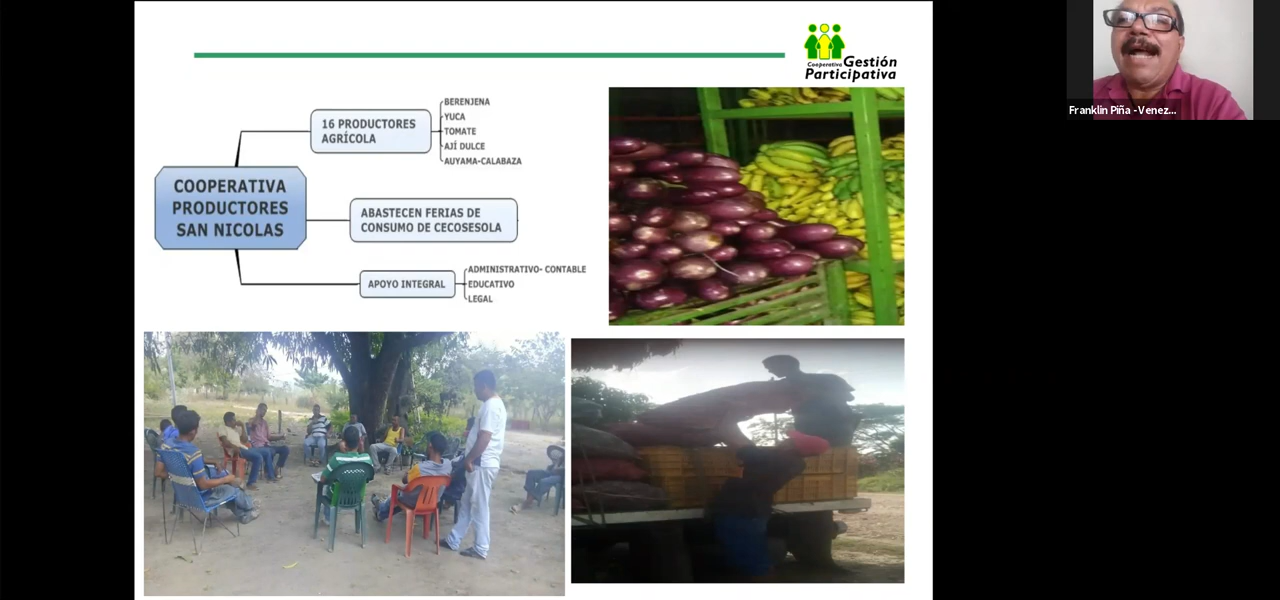 Cooperativa Gestión
Participativa
16 PRODUCTORES
AGRÍCOLA
BERENJENA
YUCA
TOMATE
AJÍ DULCE
AUYAMA-CALABAZA
COOPERATIVA
PRODUCTORES
SAN NICOLAS
ABASTECEN FERIAS DE
CONSUMO DE CECOSESOLA
APOYO INTEGRAL
ADMINISTRATIVO- CONTABLE
EDUCATIVO
LEGAL
Franklin Piña -Venez...